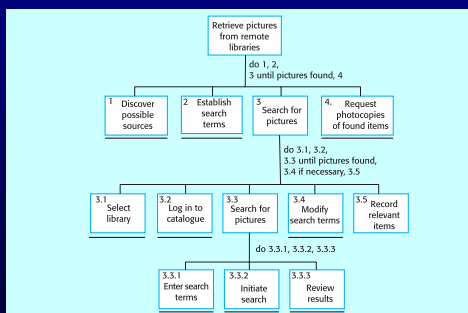 Retrieve pictures
from remote
libraries
do 1, 2,
3 until pictures found, 4
1
Discover
possible
sources
2
Establish
search
terms
3
Search for
pictures
4.
Request
photocopies
of found items
do 3.1, 3.2,
3.3 until pictures found,
3.4 if necessary, 3.5
3.1
Select
library
3.2
Log in to
catalogue
3.3
Search for
pictures
3.4
Modify
search terms
3.5
Record
relevant
items
do 3.3.1, 3.3.2, 3.3.3
3.3.1
Enter search
terms
3.3.2
Initiate
search
3.3.3
Review
results